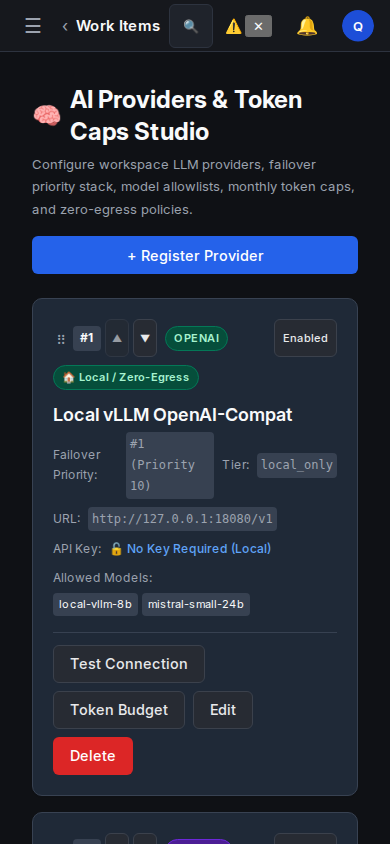 Work Items
Q
AI Providers & Token
Caps Studio
Configure workspace LLM providers, failover
priority stack, model allowlists, monthly token caps,
and zero-egress policies.
+ Register Provider
#1 ▲ ▼ OPENAI Enabled
Local / Zero-Egress
Local vLLM OpenAI-Compat
Failover Priority: #1 (Priority 10) Tier: local_only
URL: http://127.0.0.1:18080/v1
API Key: No Key Required (Local)
Allowed Models:
local-vllm-8b mistral-small-24b
Test Connection
Token Budget Edit
Delete